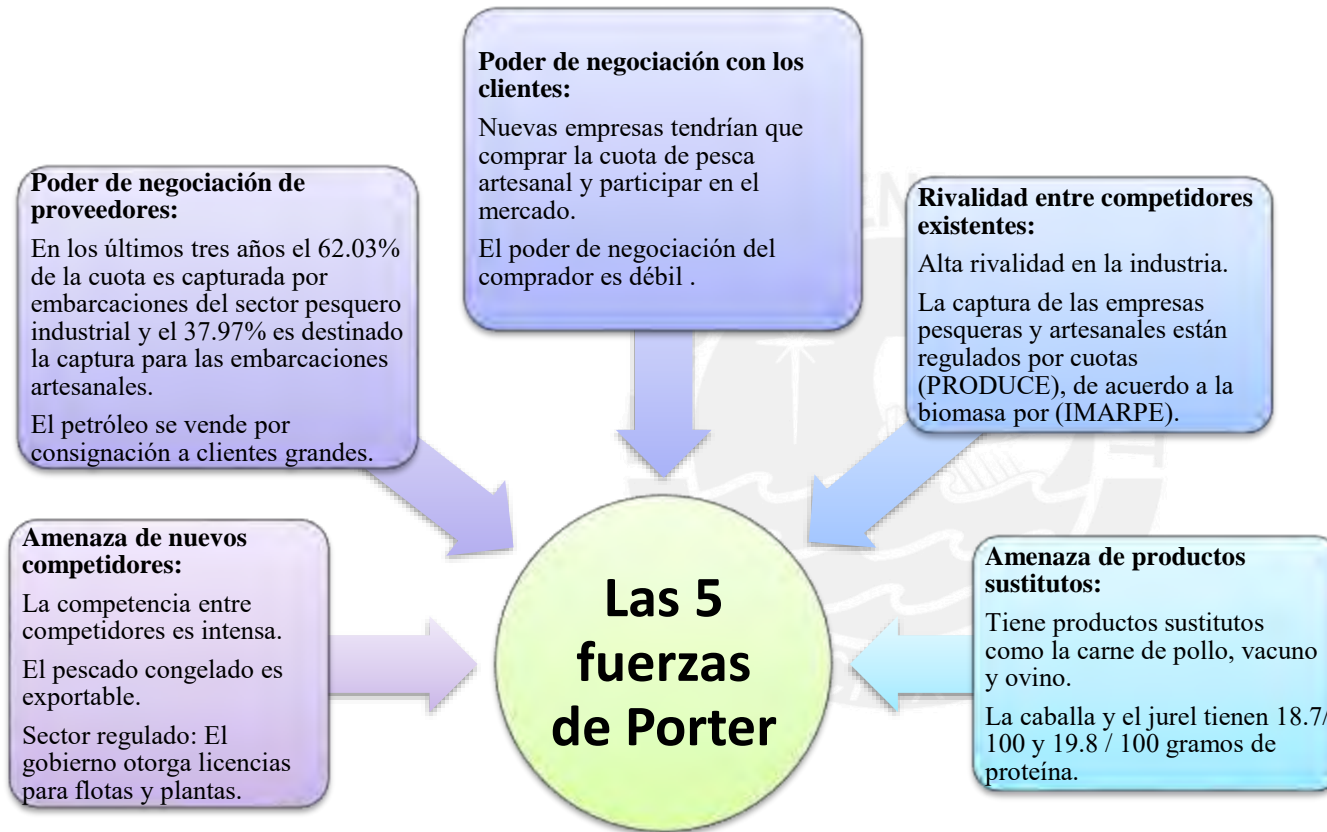 Poder de negociación con los
clientes:
Nuevas empresas tendrían que
comprar la cuota de pesca
artesanal y participar en el
mercado.
El poder de negociación del
comprador es débil .
Poder de negociación de
proveedores:
En los últimos tres años el 62.03%
de la cuota es capturada por
embarcaciones del sector pesquero
industrial y el 37.97% es destinado
la captura para las embarcaciones
artesanales.
El petróleo se vende por
consignación a clientes grandes.
Rivalidad entre competidores
existentes:
Alta rivalidad en la industria.
La captura de las empresas
pesqueras y artesanales están
regulados por cuotas
(PRODUCE), de acuerdo a la
biomasa por (IMARPE).
Amenaza de nuevos
competidores:
La competencia entre
competidores es intensa.
El pescado congelado es
exportable.
Sector regulado: El
gobierno otorga licencias
para flotas y plantas.
Las 5
fuerzas
de Porter
Amenaza de productos
sustitutos:
Tiene productos sustitutos
como la carne de pollo, vacuno
y ovino.
La caballa y el jurel tienen 18.7/
100 y 19.8 / 100 gramos de
proteína.